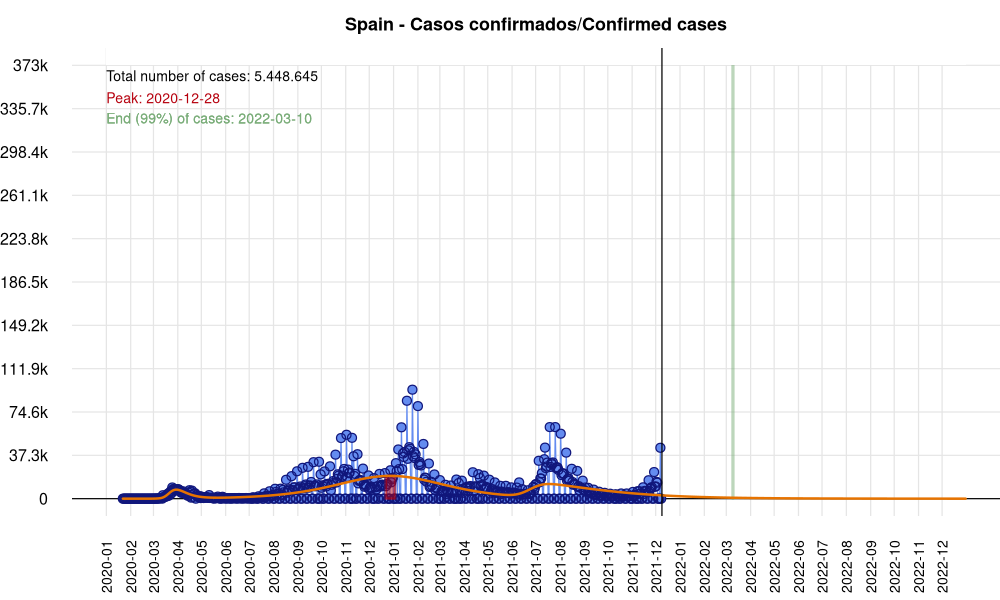 Spain - Casos confirmados/Confirmed cases
373k
335.7k
298.4k
261.1k
223.8k
186.5k
149.2k
111.9k
74.6k
37.3k
0
Total number of cases: 5.448.645
Peak: 2020-12-28
End (99%) of cases: 2022-03-10
2020-01
2020-02
2020-03
2020-04
2020-05
2020-06
2020-07
2020-08
2020-09
2020-10
2020-11
2020-12
2021-01
2021-02
2021-03
2021-04
2021-05
2021-06
2021-07
2021-08
2021-09
2021-10
2021-11
2021-12
2022-01
2022-02
2022-03
2022-04
2022-05
2022-06
2022-07
2022-08
2022-09
2022-10
2022-11
2022-12